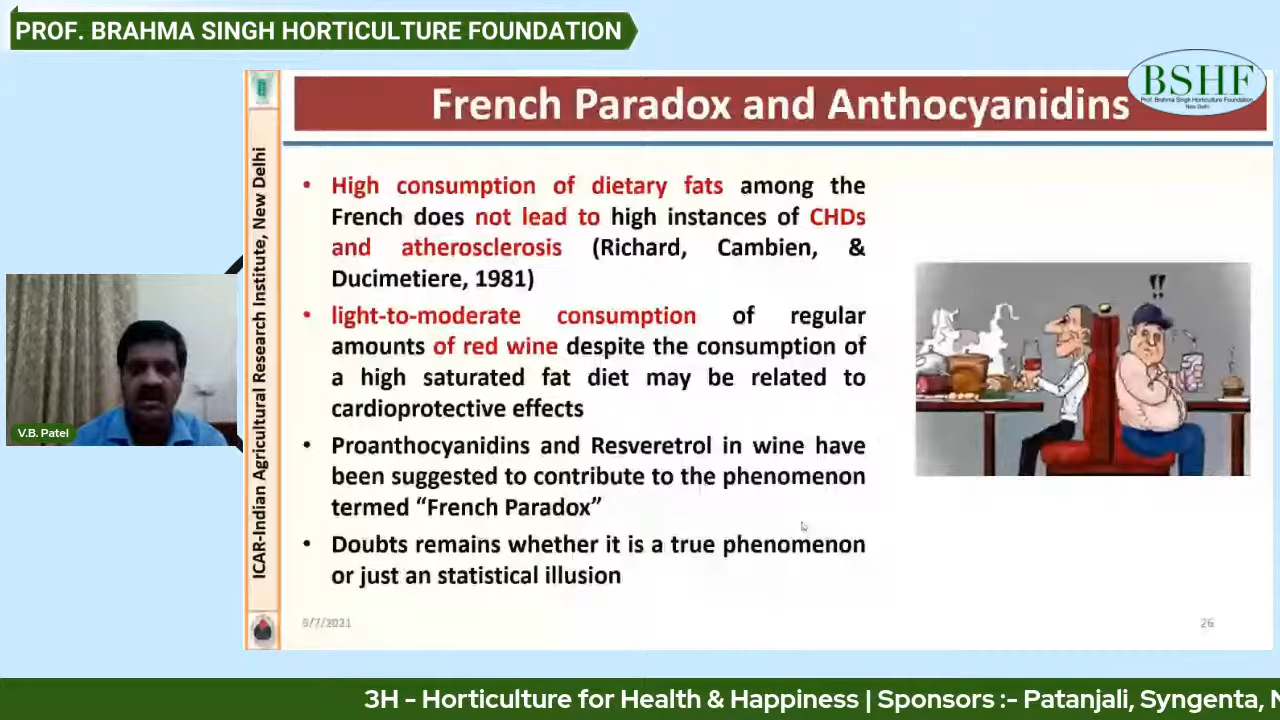 PROF. BRAHMA SINGH HORTICULTURE FOUNDATION
BSHF
Prof. Brahma Singh Horticulture Foundation
New Delhi
French Paradox and Anthocyanidins
ICAR-Indian Agricultural Research Institute, New Delhi
• High consumption of dietary fats among the
French does not lead to high instances of CHDs
and atherosclerosis (Richard, Cambien, &
Ducimetiere, 1981)
• light-to-moderate consumption of regular
amounts of red wine despite the consumption of
a high saturated fat diet may be related to
cardioprotective effects
• Proanthocyanidins and Resveretrol in wine have
been suggested to contribute to the phenomenon
termed “French Paradox”
• Doubts remains whether it is a true phenomenon
or just an statistical illusion
!!
V.B. Patel
9/7/2021
26
3H - Horticulture for Health & Happiness | Sponsors :- Patanjali, Syngenta, N